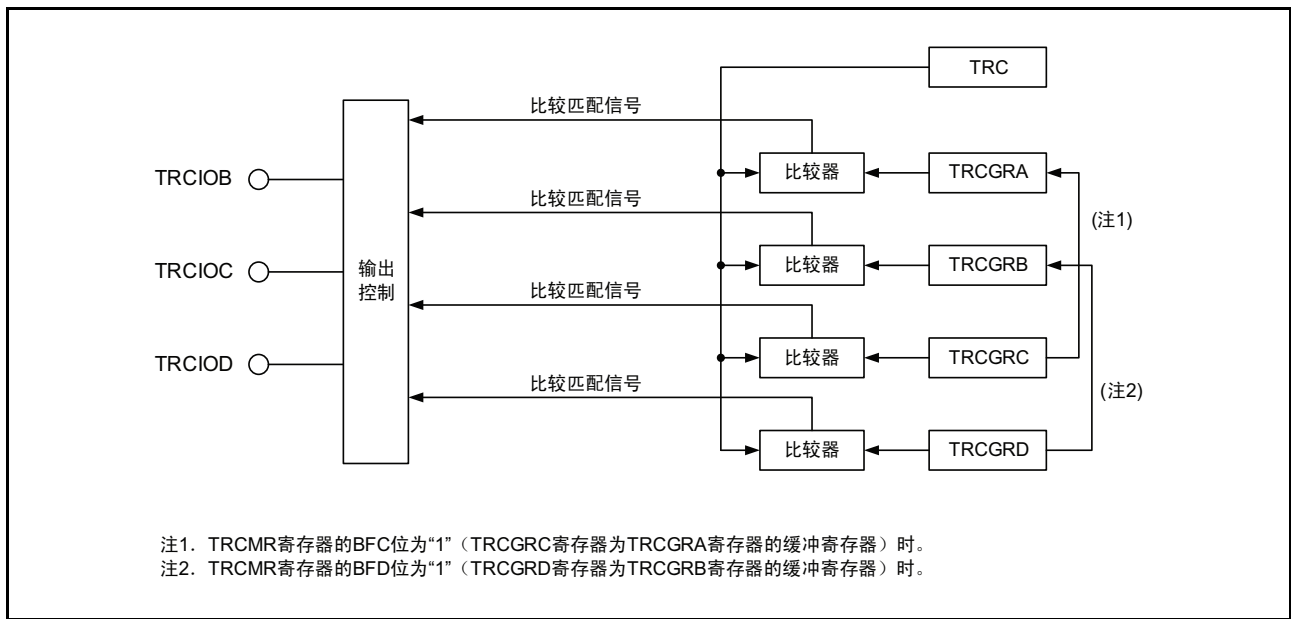 TRC
比较匹配信号
TRCIOB
比较器
TRCGRA
比较匹配信号
(注1)
TRCIOC
输出
控制
比较器
TRCGRB
比较匹配信号
TRCIOD
比较器
TRCGRC
比较匹配信号
(注2)
比较器
TRCGRD
注1. TRCMR寄存器的BFC位为“1”（TRCGRC寄存器为TRCGRA寄存器的缓冲寄存器）时。
注2. TRCMR寄存器的BFD位为“1”（TRCGRD寄存器为TRCGRB寄存器的缓冲寄存器）时。